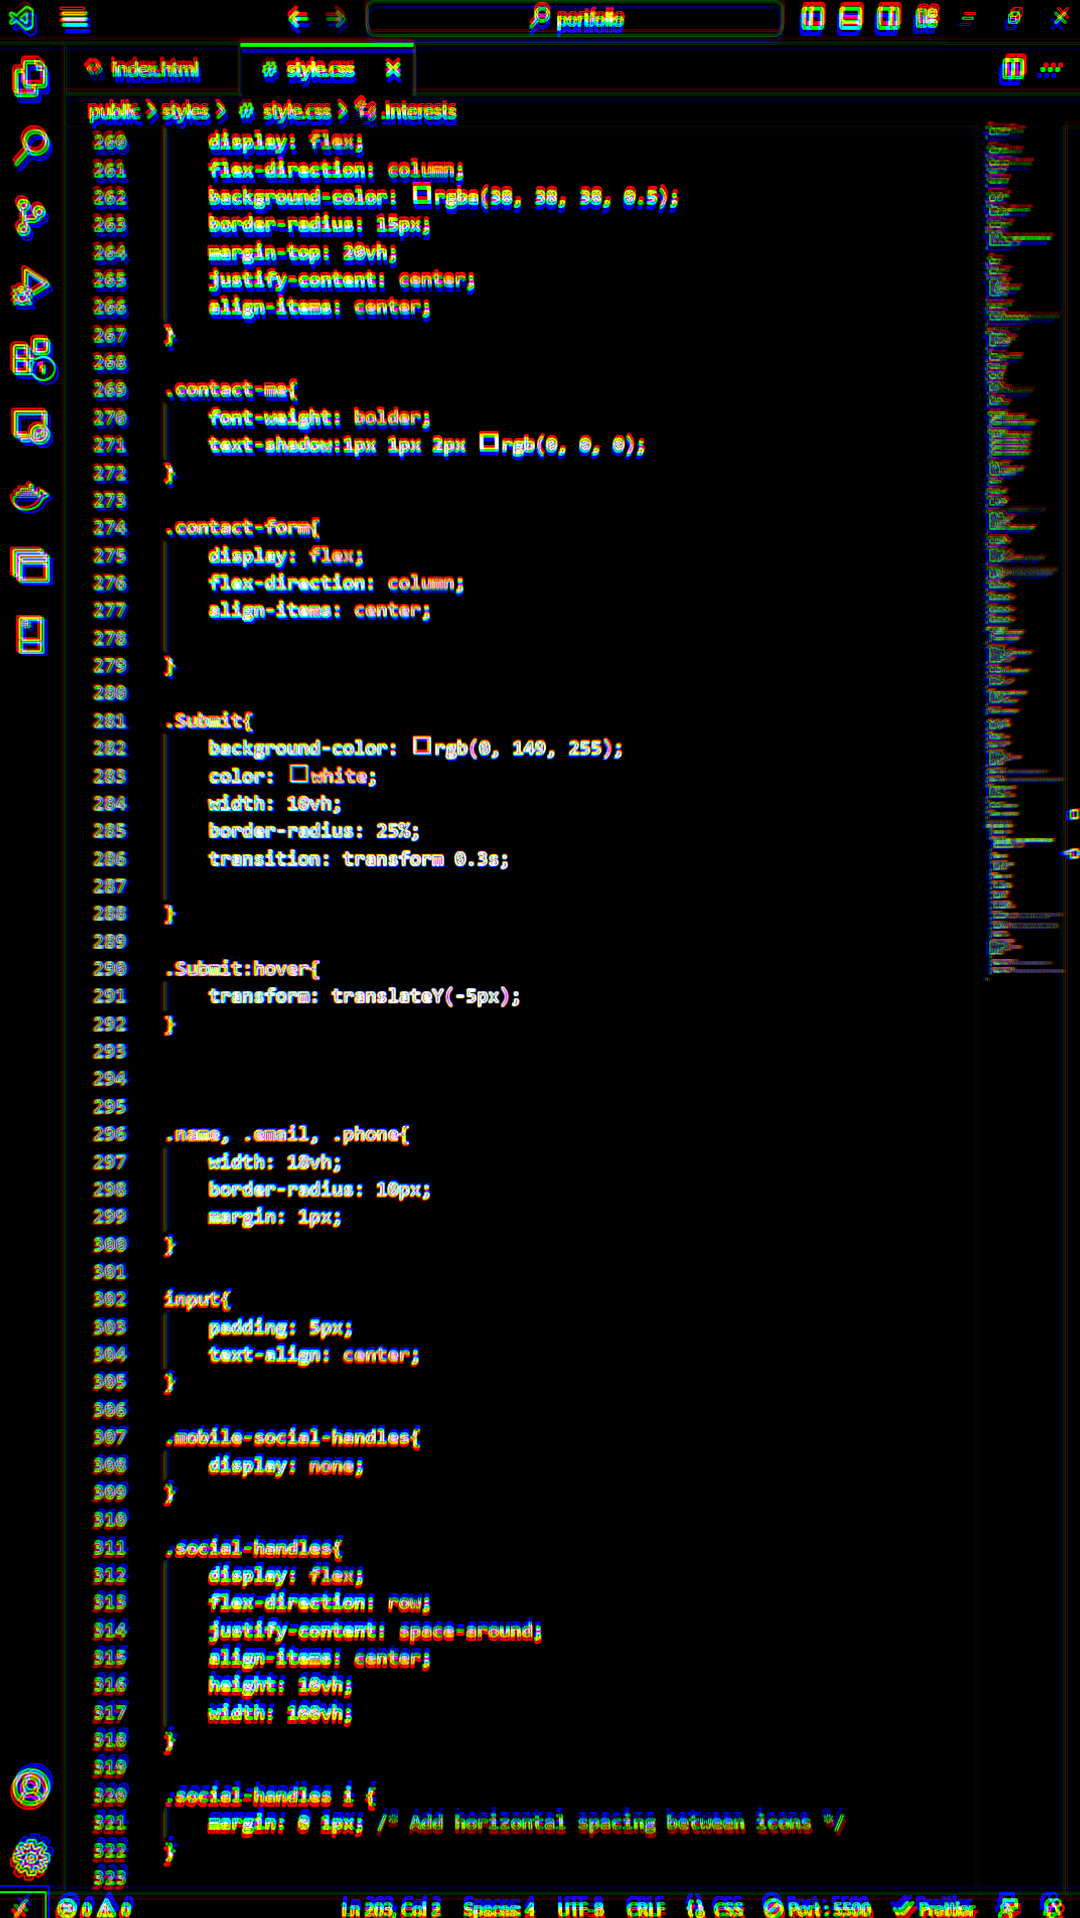 portfolio
index.html
# style.css
public > styles > # style.css > .interests
260 display: flex;
261 flex-direction: column;
262 background-color: rgba(38, 38, 38, 0.5);
263 border-radius: 15px;
264 margin-top: 20vh;
265 justify-content: center;
266 align-items: center;
267 }
268
269 .contact-me{
270 font-weight: bolder;
271 text-shadow:1px 1px 2px rgb(0, 0, 0);
272 }
273
274 .contact-form{
275 display: flex;
276 flex-direction: column;
277 align-items: center;
278
279 }
280
281 .Submit{
282 background-color: rgb(0, 149, 255);
283 color: white;
284 width: 10vh;
285 border-radius: 25%;
286 transition: transform 0.3s;
287
288 }
289
290 .Submit:hover{
291 transform: translateY(-5px);
292 }
293
294
295
296 .name, .email, .phone{
297 width: 18vh;
298 border-radius: 10px;
299 margin: 1px;
300 }
301
302 input{
303 padding: 5px;
304 text-align: center;
305 }
306
307 .mobile-social-handles{
308 display: none;
309 }
310
311 .social-handles{
312 display: flex;
313 flex-direction: row;
314 justify-content: space-around;
315 align-items: center;
316 height: 10vh;
317 width: 100vh;
318 }
319
320 .social-handles i {
321 margin: 0 1px; /* Add horizontal spacing between icons */
322 }
323
0 0 Ln 203, Col 2 Spaces: 4 UTF-8 CRLF {} CSS Port : 5500 Prettier